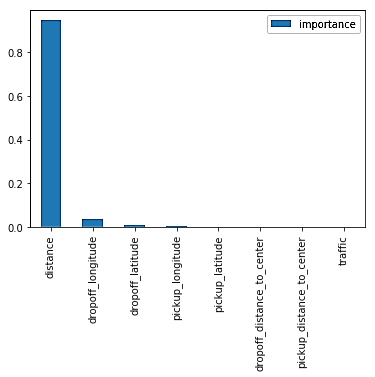 importance
0.8
0.6
0.4
0.2
0.0
distance
dropoff_longitude
dropoff_latitude
pickup_longitude
pickup_latitude
dropoff_distance_to_center
pickup_distance_to_center
traffic